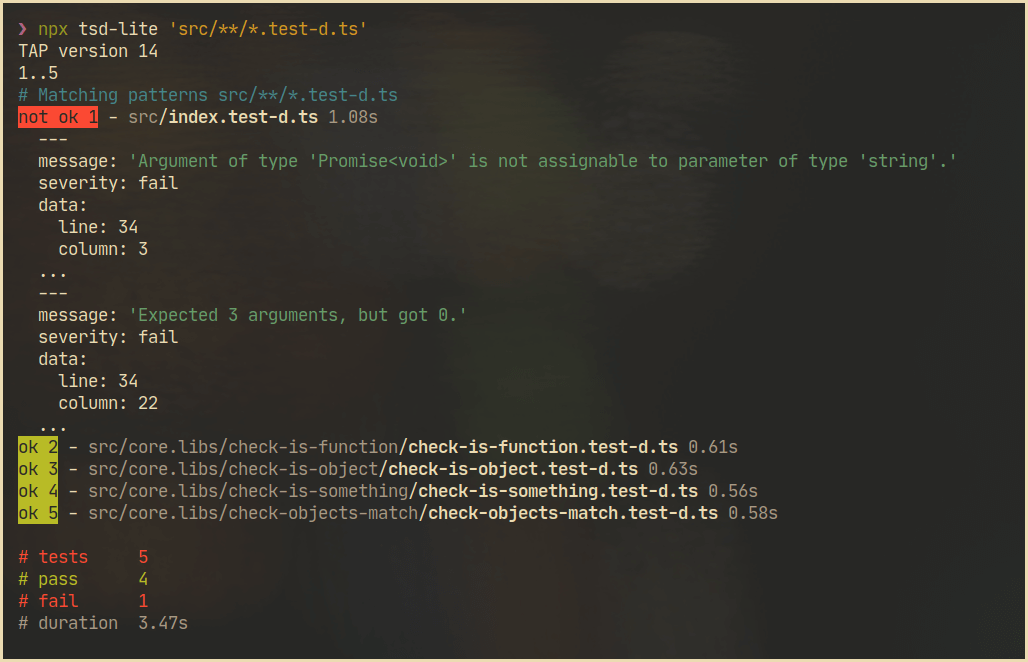 ❯ npx tsd-lite 'src/**/*.test-d.ts'
TAP version 14
1..5
# Matching patterns src/**/*.test-d.ts
not ok 1 - src/index.test-d.ts 1.08s
  ---
  message: 'Argument of type 'Promise<void>' is not assignable to parameter of type 'string'.'
  severity: fail
  data:
    line: 34
    column: 3
  ...
  ---
  message: 'Expected 3 arguments, but got 0.'
  severity: fail
  data:
    line: 34
    column: 22
  ...
ok 2 - src/core.libs/check-is-function/check-is-function.test-d.ts 0.61s
ok 3 - src/core.libs/check-is-object/check-is-object.test-d.ts 0.63s
ok 4 - src/core.libs/check-is-something/check-is-something.test-d.ts 0.56s
ok 5 - src/core.libs/check-objects-match/check-objects-match.test-d.ts 0.58s
# tests     5
# pass      4
# fail      1
# duration  3.47s